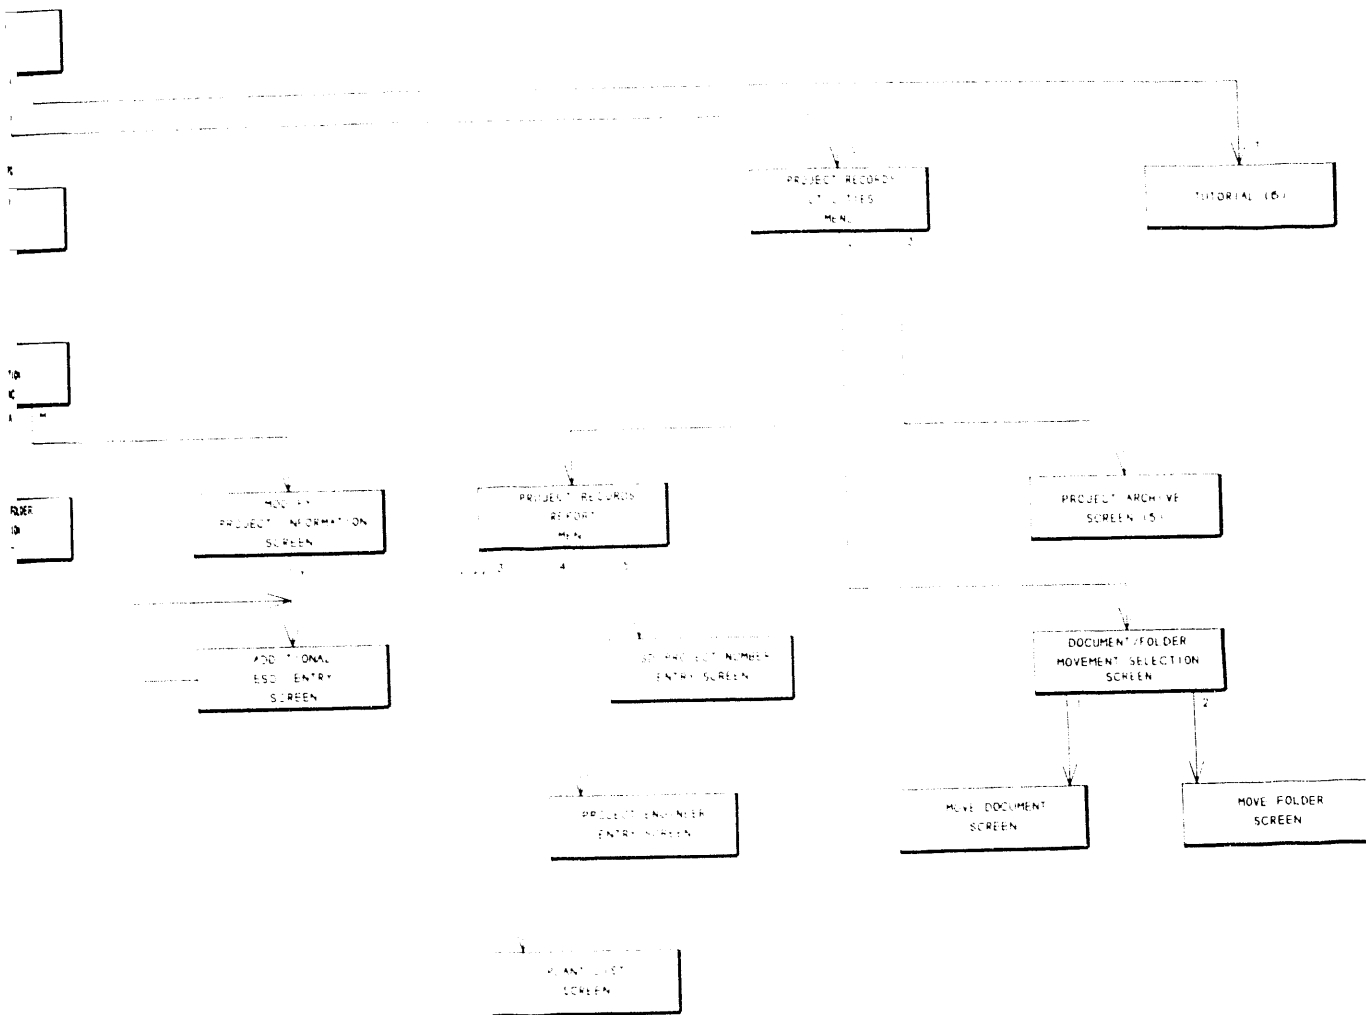 PROJECT RECORDS
UTILITIES
MENU
TUTORIAL (6)
MODIFY
PROJECT INFORMATION
SCREEN
PROJECT RECORDS
REPORT
MENU
3
4
5
PROJECT ARCHIVE
SCREEN (5)
FOLDER
ADDITIONAL
ENTRY
SCREEN
PROJECT NUMBER
ENTRY SCREEN
DOCUMENT/FOLDER
MOVEMENT SELECTION
SCREEN
1
2
PROJECT ENGINEER
ENTRY SCREEN
MOVE DOCUMENT
SCREEN
MOVE FOLDER
SCREEN
PLANT LIST
SCREEN